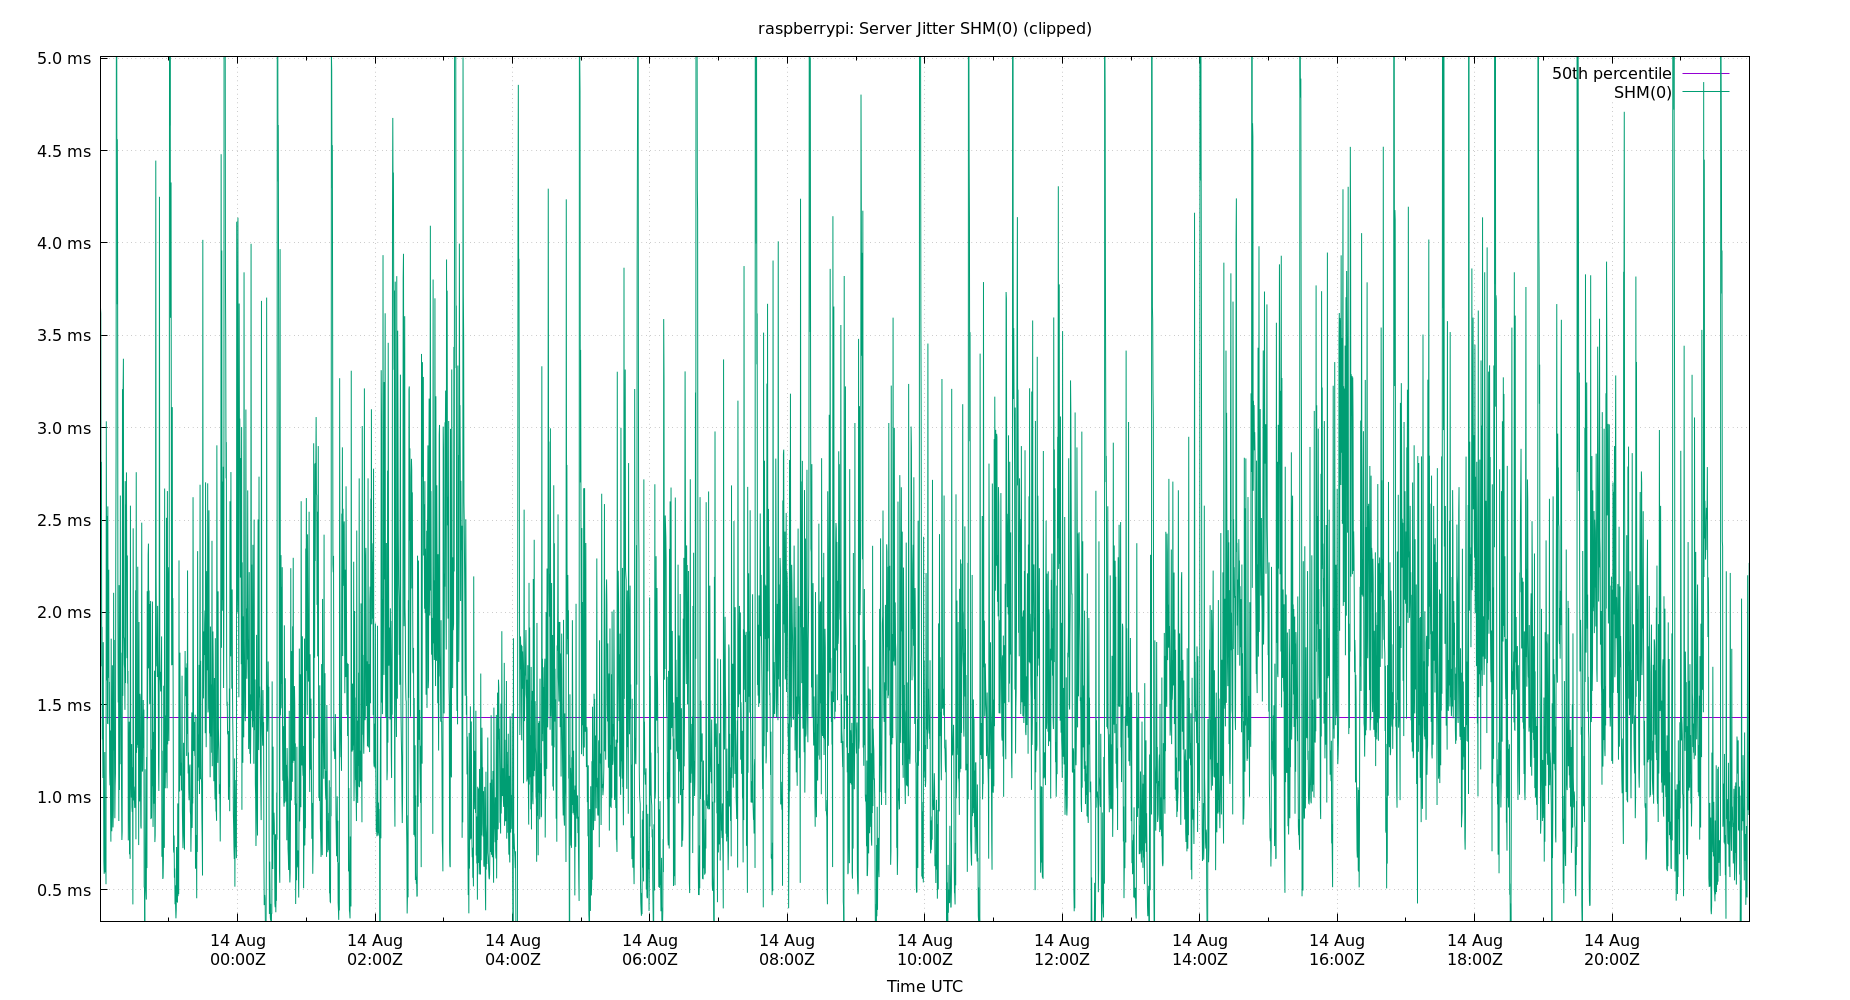 raspberrypi: Server Jitter SHM(0) (clipped)
5.0 ms
4.5 ms
4.0 ms
3.5 ms
3.0 ms
2.5 ms
2.0 ms
1.5 ms
1.0 ms
0.5 ms
50th percentile
SHM(0)
14 Aug 14 Aug 14 Aug 14 Aug 14 Aug 14 Aug 14 Aug 14 Aug 14 Aug 14 Aug 14 Aug
00:00Z 02:00Z 04:00Z 06:00Z 08:00Z 10:00Z 12:00Z 14:00Z 16:00Z 18:00Z 20:00Z
Time UTC